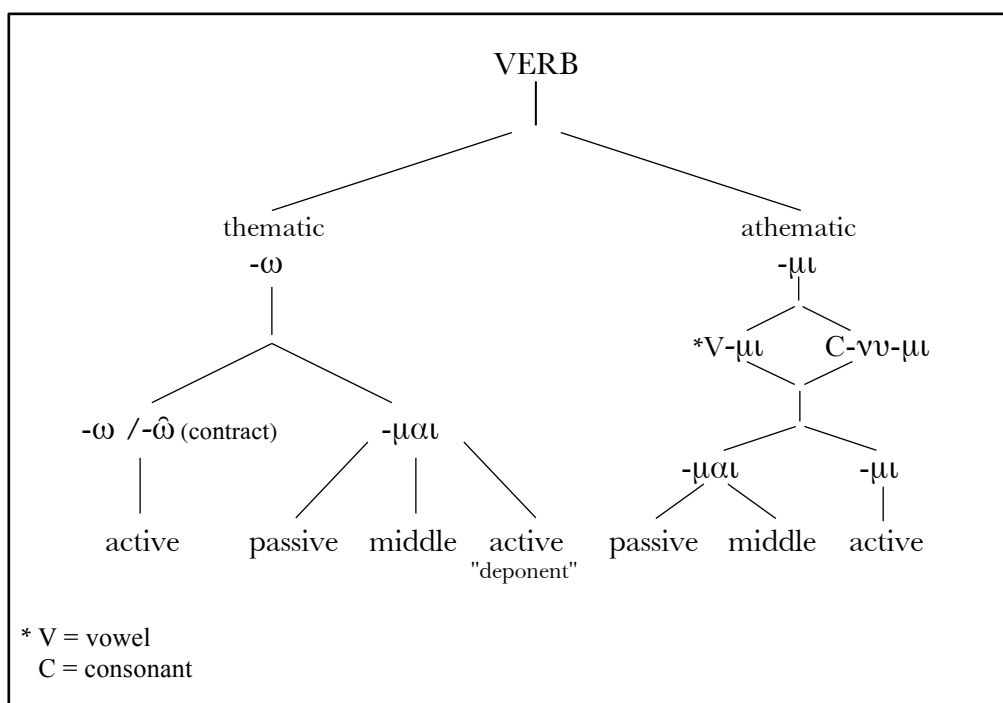 VERB
thematic athematic
-ω -μι
*V-μι C-νυ-μι
-ω /-ω̂ (contract) -μαι -μαι -μι
active passive middle active passive middle active
"deponent"
* V = vowel
C = consonant